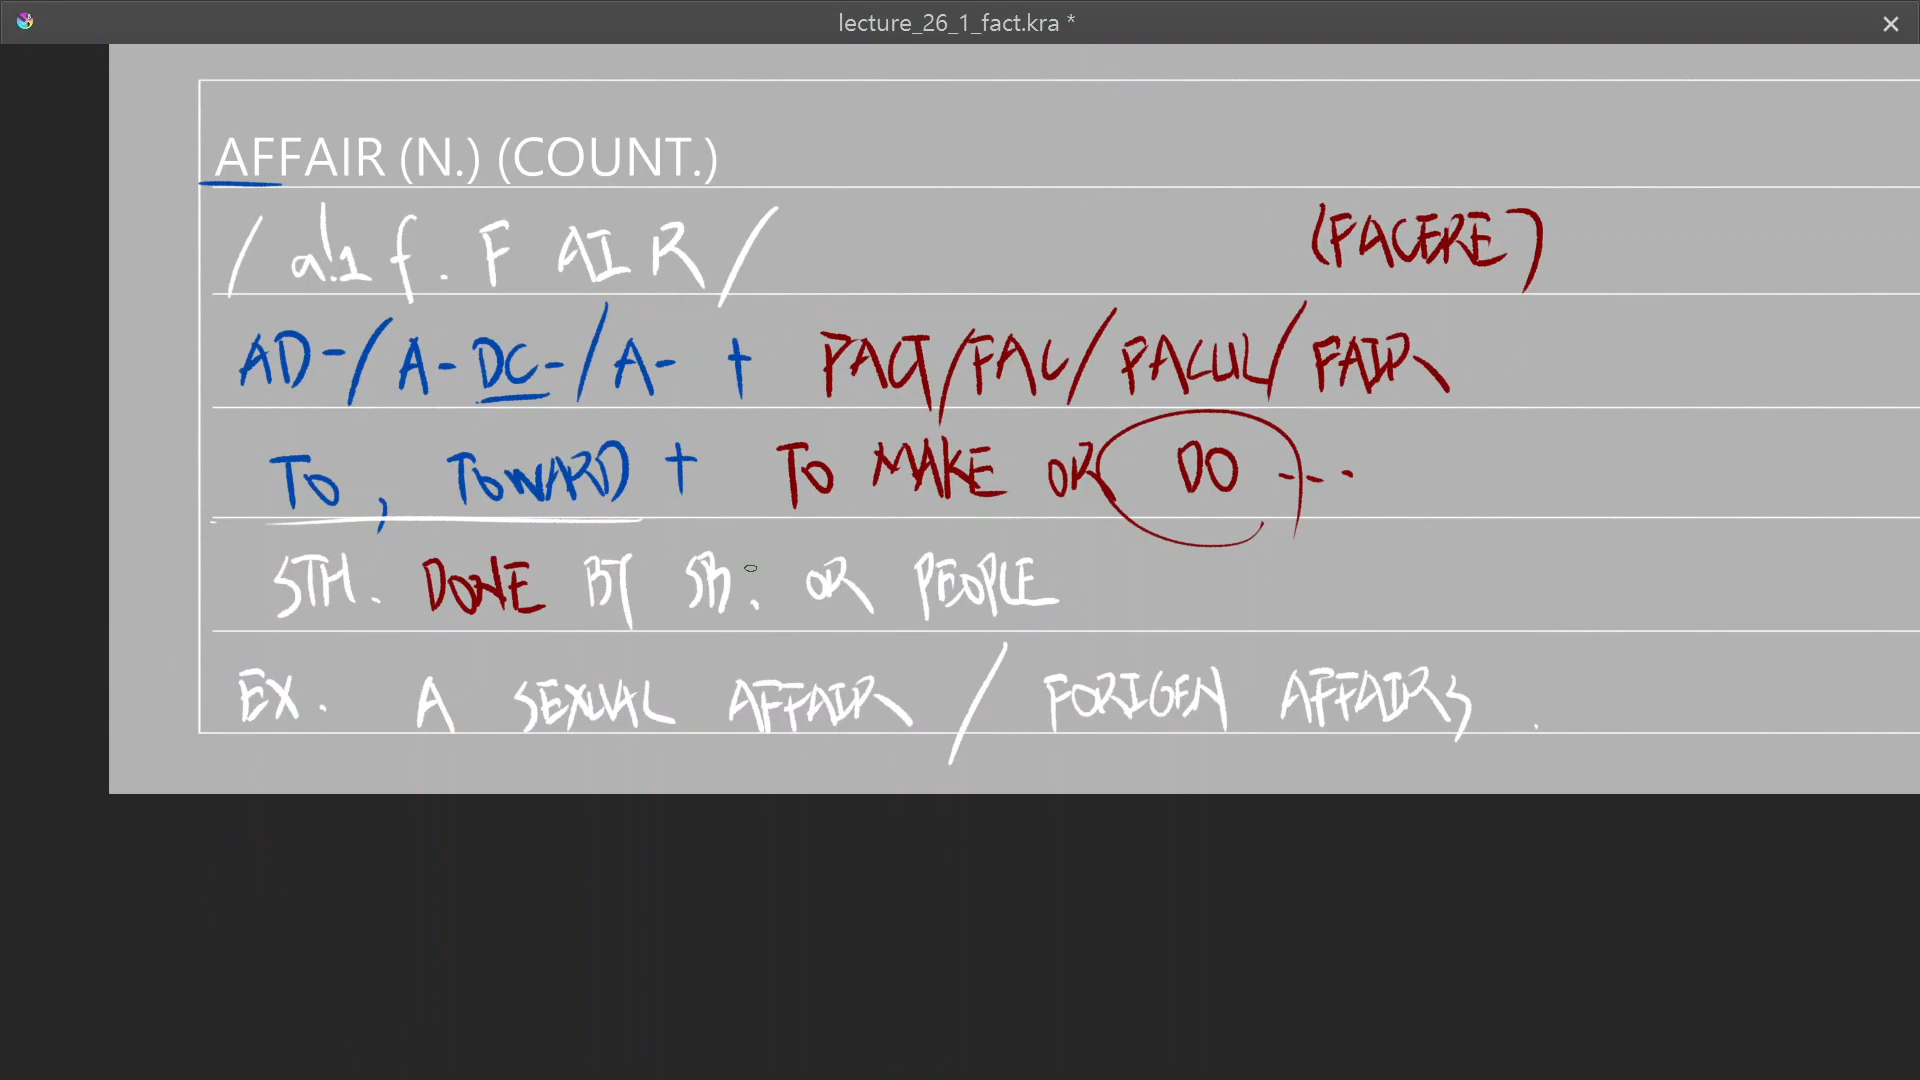 lecture_26_1_fact.kra *
AFFAIR (N.) (COUNT.)
/a!1 f. F AIR/
(FACERE)
AD-/A-DC-/A- + FACT/FAC/FACUL/FAIR
TO, TOWARD + TO MAKE OR DO ---
STH. DONE BY SB. OR PEOPLE
EX. A SEXUAL AFFAIR / FORIGEN AFFAIRS.